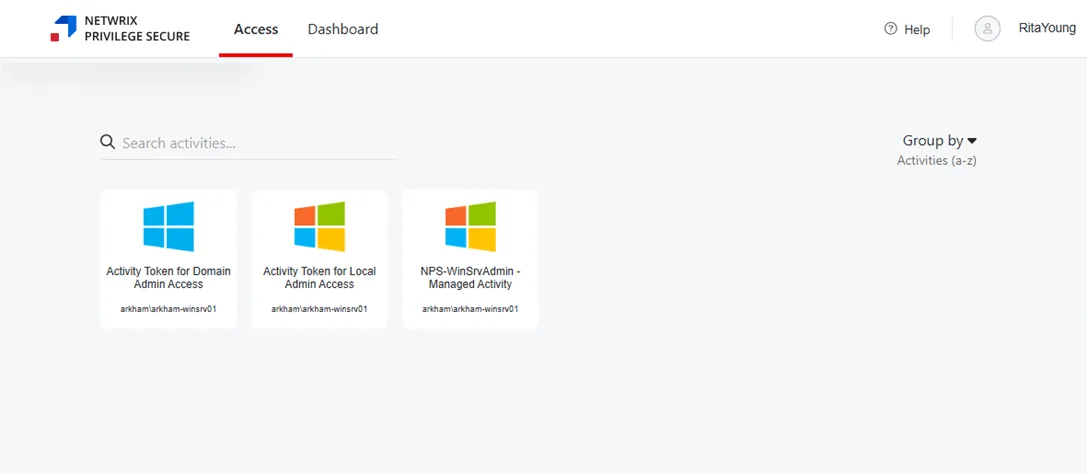 NETWRIX
PRIVILEGE SECURE
Access
Dashboard
Help
RitaYoung
Search activities...
Group by
Activities (a-z)
Activity Token for Domain
Admin Access
arkham\arkham-winsrv01
Activity Token for Local
Admin Access
arkham\arkham-winsrv01
NPS-WinSrvAdmin -
Managed Activity
arkham\arkham-winsrv01